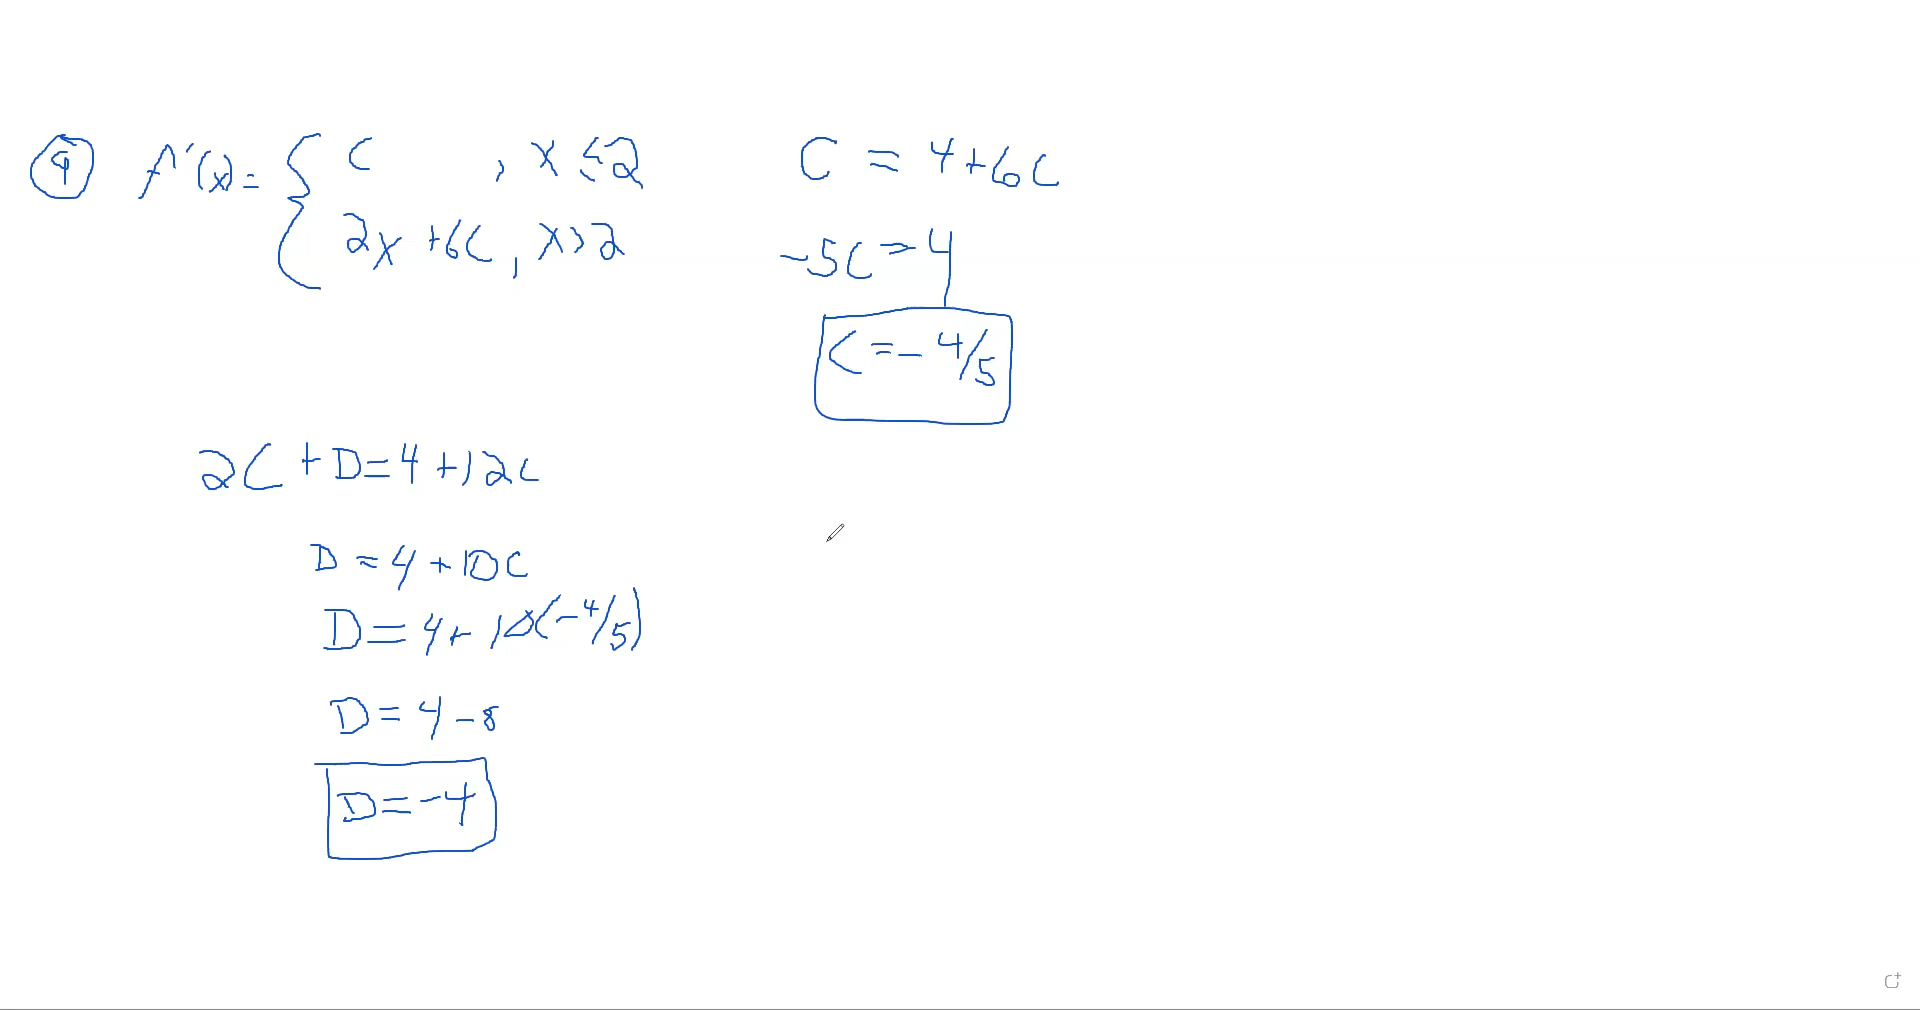 ④ f'(x)= { C , x ≤2
2x +6C , x>2
C = 4+6C
-5C = 4
C = - 4/5
2C + D = 4 +12C
D = 4 + 10C
D = 4 + 10(-4/5)
D = 4 - 8
D = -4